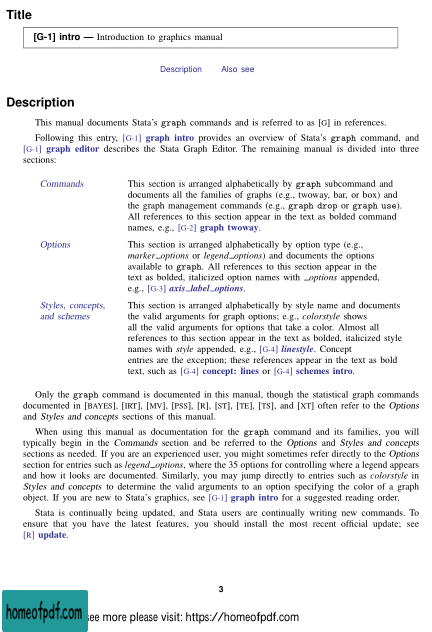 Title
[G-1] intro — Introduction to graphics manual
Description Also see
Description
This manual documents Stata's graph commands and is referred to as [G] in references.
Following this entry, [G-1] graph intro provides an overview of Stata's graph command, and
[G-1] graph editor describes the Stata Graph Editor. The remaining manual is divided into three
sections:
Commands This section is arranged alphabetically by graph subcommand and
documents all the families of graphs (e.g., twoway, bar, or box) and
the graph management commands (e.g., graph drop or graph use).
All references to this section appear in the text as bolded command
names, e.g., [G-2] graph twoway.
Options This section is arranged alphabetically by option type (e.g.,
marker_options or legend_options) and documents the options
available to graph. All references to this section appear in the
text as bolded, italicized option names with _options appended,
e.g., [G-3] axis_label_options.
Styles, concepts, This section is arranged alphabetically by style name and documents
and schemes the valid arguments for graph options; e.g., colorstyle shows
all the valid arguments for options that take a color. Almost all
references to this section appear in the text as bolded, italicized style
names with style appended, e.g., [G-4] linestyle. Concept
entries are the exception; these references appear in the text as bold
text, such as [G-4] concept: lines or [G-4] schemes intro.
Only the graph command is documented in this manual, though the statistical graph commands
documented in [BAYES], [IRT], [MV], [PSS], [R], [ST], [TE], [TS], and [XT] often refer to the Options
and Styles and concepts sections of this manual.
When using this manual as documentation for the graph command and its families, you will
typically begin in the Commands section and be referred to the Options and Styles and concepts
sections as needed. If you are an experienced user, you might sometimes refer directly to the Options
section for entries such as legend_options, where the 35 options for controlling where a legend appears
and how it looks are documented. Similarly, you may jump directly to entries such as colorstyle in
Styles and concepts to determine the valid arguments to an option specifying the color of a graph
object. If you are new to Stata's graphics, see [G-1] graph intro for a suggested reading order.
Stata is continually being updated, and Stata users are continually writing new commands. To
ensure that you have the latest features, you should install the most recent official update; see
[R] update.
3
homeofpdf.com see more please visit: https://homeofpdf.com